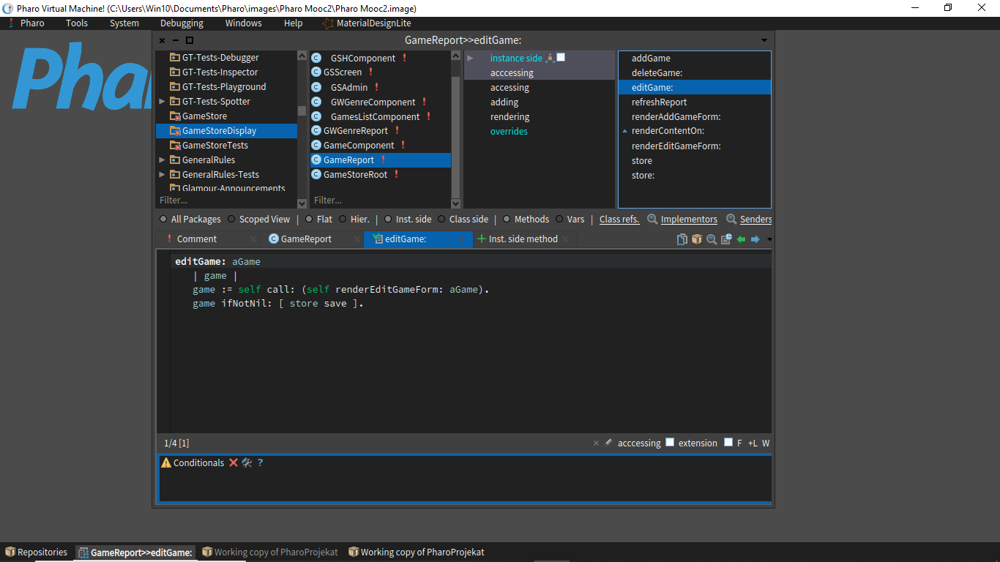 Pharo Virtual Machine! (C:\Users\Win10\Documents\Pharo\images\Pharo Mooc2\Pharo Mooc2.image)
Pharo Tools System Debugging Windows Help MaterialDesignLite
GameReport>>editGame:
GT-Tests-Debugger
GT-Tests-Inspector
GT-Tests-Playground
GT-Tests-Spotter
GameStore
GameStoreDisplay
GameStoreTests
GeneralRules
GeneralRules-Tests
Glamour-Announcements
Filter...
GSHComponent
GSScreen
GSAdmin
GWGenreComponent
GamesListComponent
GWGenreReport
GameComponent
GameReport
GameStoreRoot
Filter...
instance side
acccessing
accessing
adding
rendering
overrides
addGame
deleteGame:
editGame:
refreshReport
renderAddGameForm:
renderContentOn:
renderEditGameForm:
store
store:
All Packages Scoped View | Flat Hier. | Inst. side Class side | Methods Vars | Class refs. Implementors Senders
Comment GameReport editGame: Inst. side method
editGame: aGame
| game |
game := self call: (self renderEditGameForm: aGame).
game ifNotNil: [ store save ].
1/4 [1] acccessing extension F +L W
Conditionals ?
Repositories GameReport>>editGame: Working copy of PharoProjekat Working copy of PharoProjekat